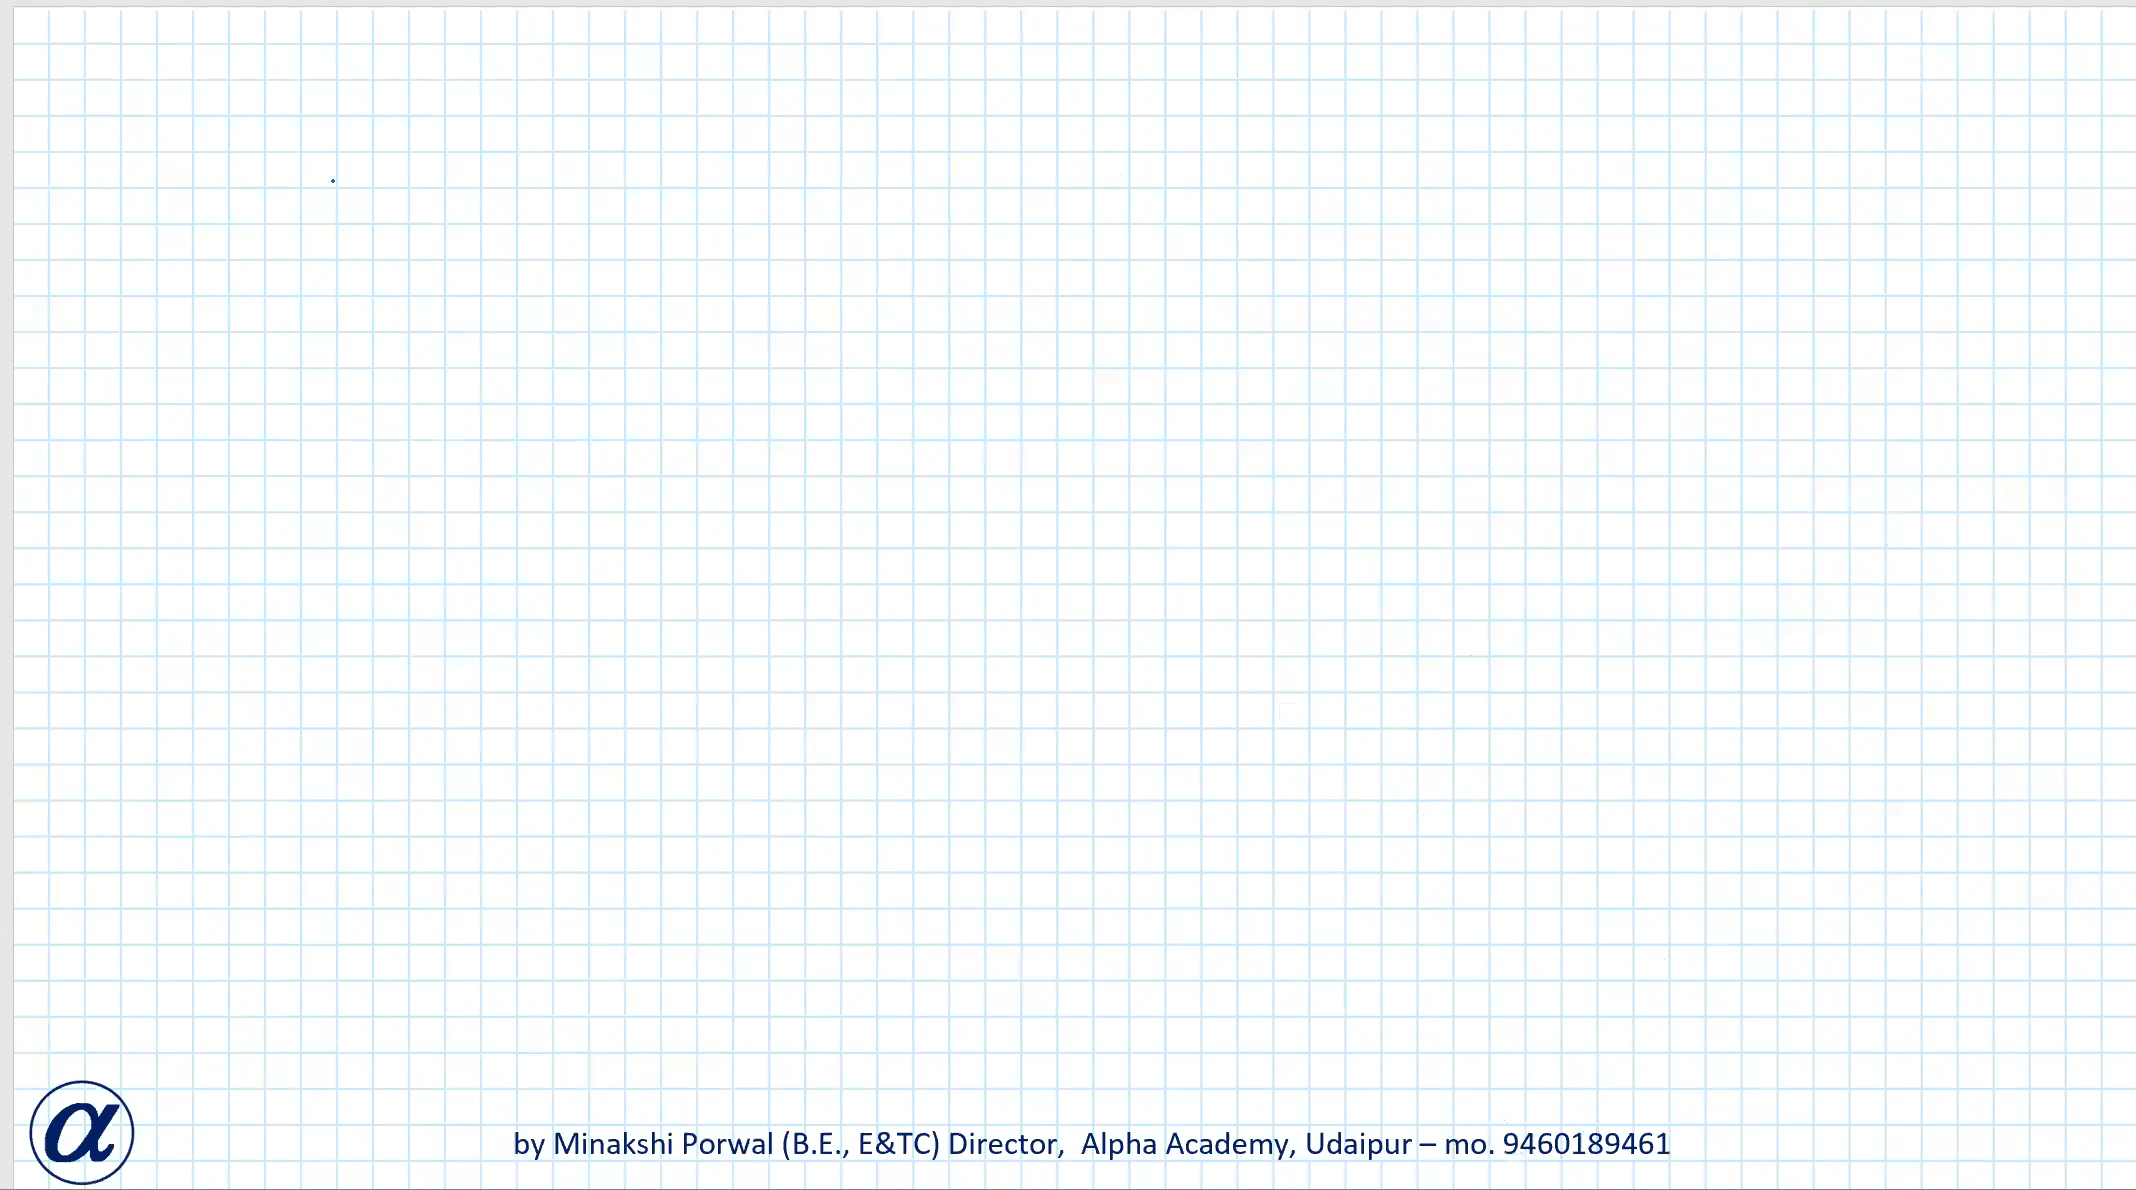 α
by Minakshi Porwal (B.E., E&TC) Director, Alpha Academy, Udaipur – mo. 9460189461